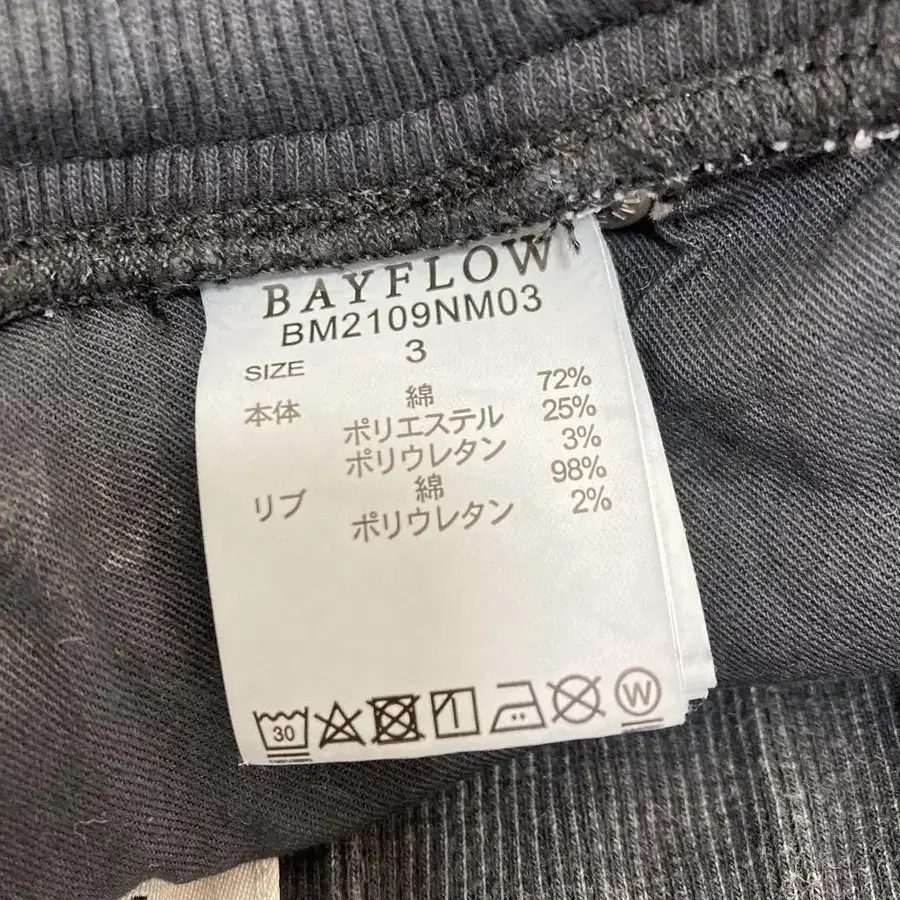 BAYFLOW
BM2109NM03
SIZE 3
本体 綿 72%
ポリエステル 25%
ポリウレタン 3%
リブ 綿 98%
ポリウレタン 2%
30 W